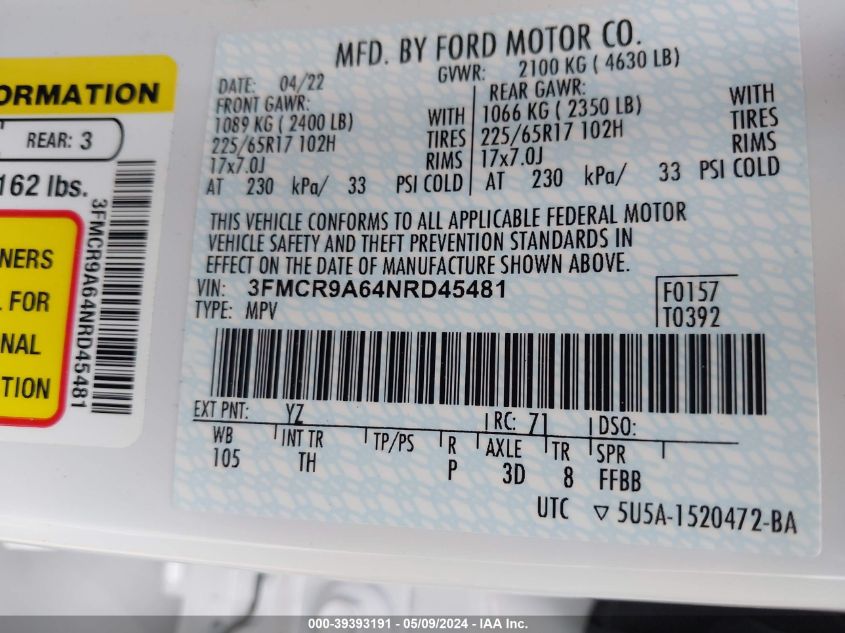 ORMATION
REAR: 3
162 lbs.
NERS
L FOR
NAL
TION
3FMCR9A64NRD45481
MFD. BY FORD MOTOR CO.
DATE: 04/22 GVWR: 2100 KG ( 4630 LB)
FRONT GAWR: REAR GAWR:
1089 KG ( 2400 LB) WITH 1066 KG ( 2350 LB) WITH
225/65R17 102H TIRES 225/65R17 102H TIRES
17x7.0J RIMS 17x7.0J RIMS
AT 230 kPa/ 33 PSI COLD AT 230 kPa/ 33 PSI COLD
THIS VEHICLE CONFORMS TO ALL APPLICABLE FEDERAL MOTOR
VEHICLE SAFETY AND THEFT PREVENTION STANDARDS IN
EFFECT ON THE DATE OF MANUFACTURE SHOWN ABOVE.
VIN: 3FMCR9A64NRD45481 F0157
TYPE: MPV T0392
EXT PNT: YZ RC: 71 DSO:
WB INT TR TP/PS R AXLE TR SPR
105 TH P 3D 8 FFBB
UTC ▽ 5U5A-1520472-BA
000-39393191 - 05/09/2024 - IAA Inc.